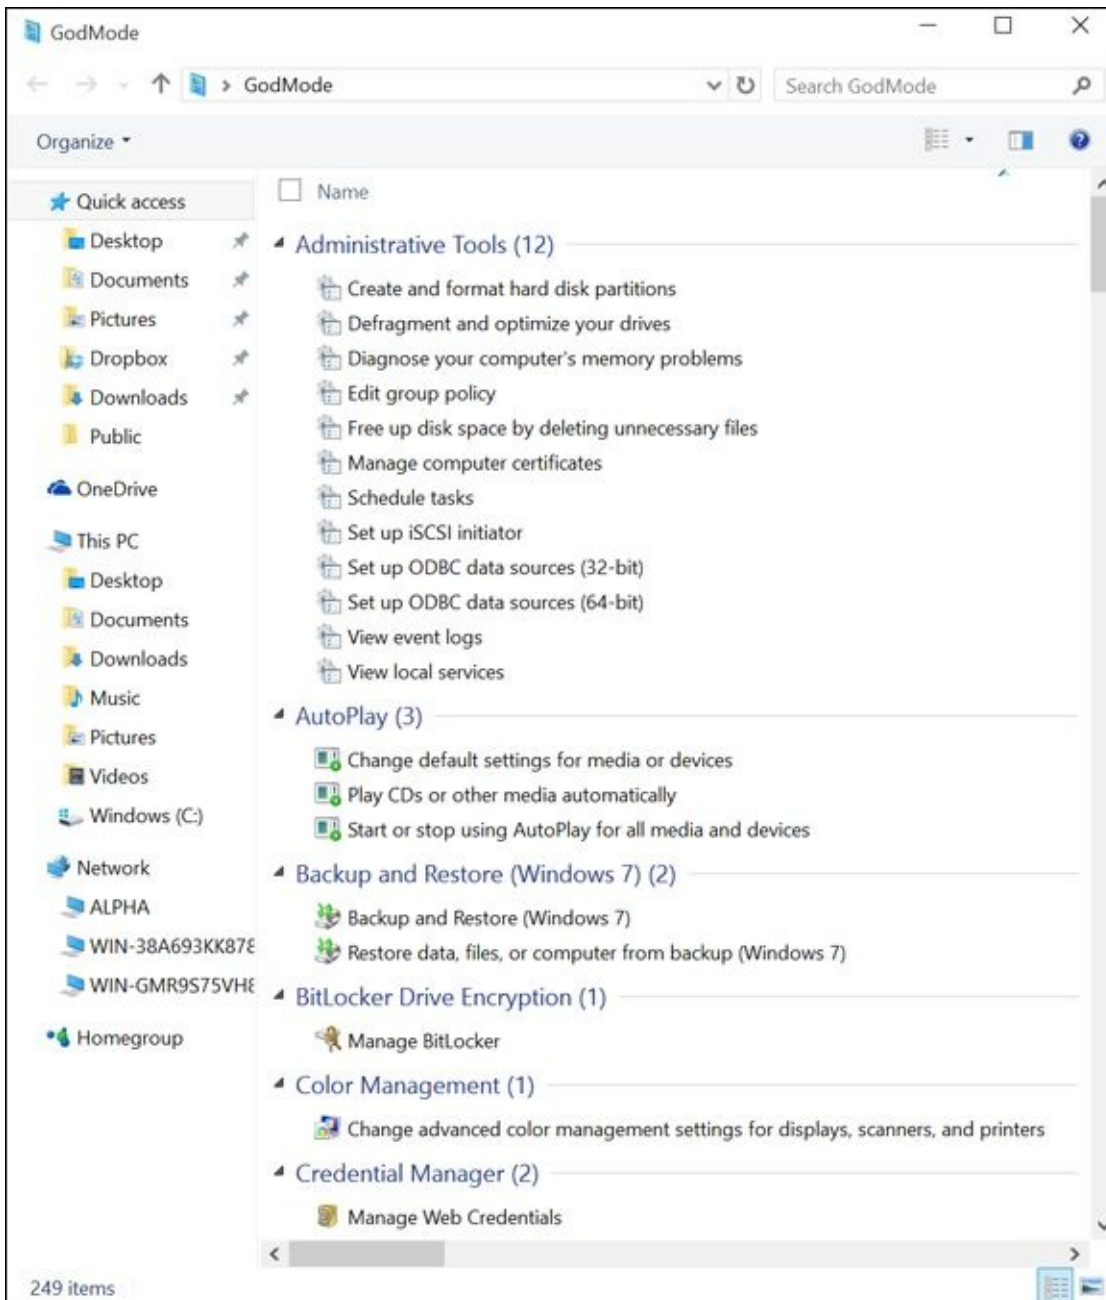 GodMode
GodMode
Search GodMode
Organize
Name
Quick access
Desktop
Documents
Pictures
Dropbox
Downloads
Public
OneDrive
This PC
Desktop
Documents
Downloads
Music
Pictures
Videos
Windows (C:)
Network
ALPHA
WIN-38A693KK878
WIN-GMR9S75VH8
Homegroup
Administrative Tools (12)
Create and format hard disk partitions
Defragment and optimize your drives
Diagnose your computer's memory problems
Edit group policy
Free up disk space by deleting unnecessary files
Manage computer certificates
Schedule tasks
Set up iSCSI initiator
Set up ODBC data sources (32-bit)
Set up ODBC data sources (64-bit)
View event logs
View local services
AutoPlay (3)
Change default settings for media or devices
Play CDs or other media automatically
Start or stop using AutoPlay for all media and devices
Backup and Restore (Windows 7) (2)
Backup and Restore (Windows 7)
Restore data, files, or computer from backup (Windows 7)
BitLocker Drive Encryption (1)
Manage BitLocker
Color Management (1)
Change advanced color management settings for displays, scanners, and printers
Credential Manager (2)
Manage Web Credentials
249 items